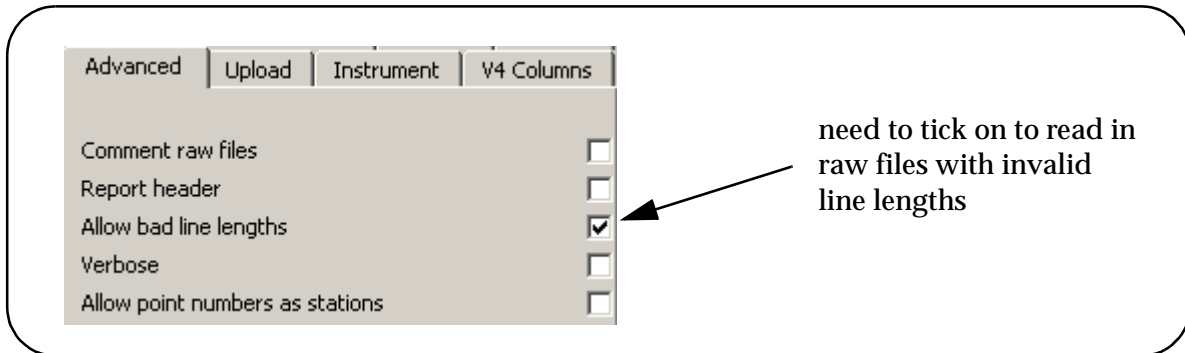 Advanced Upload Instrument V4 Columns
Comment raw files
Report header
Allow bad line lengths
Verbose
Allow point numbers as stations
need to tick on to read in
raw files with invalid
line lengths